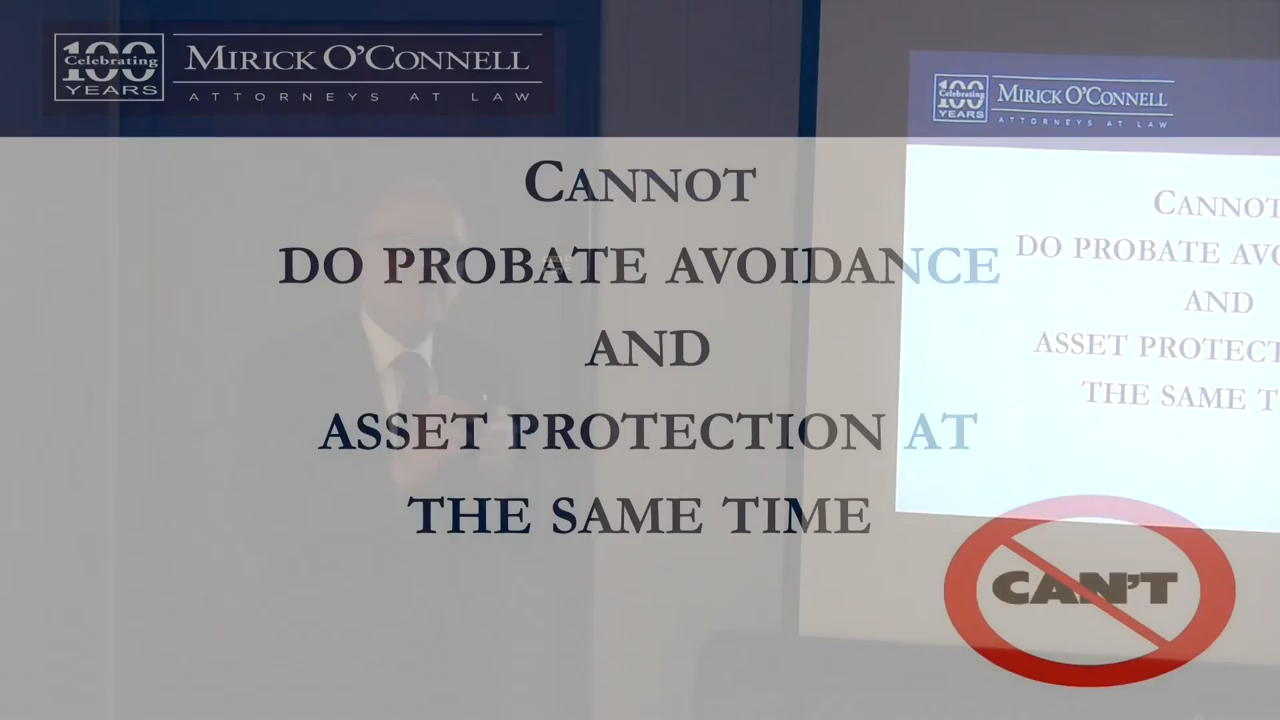 100
Celebrating
YEARS
MIRICK O'CONNELL
ATTORNEYS AT LAW
CANNOT
DO PROBATE AVOIDANCE
AND
ASSET PROTECTION AT
THE SAME TIME
CAN'T
100
Celebrating
YEARS
MIRICK O'CONNELL
ATTORNEYS AT LAW
CANNOT
DO PROBATE AVO
AND
ASSET PROTECT
THE SAME T